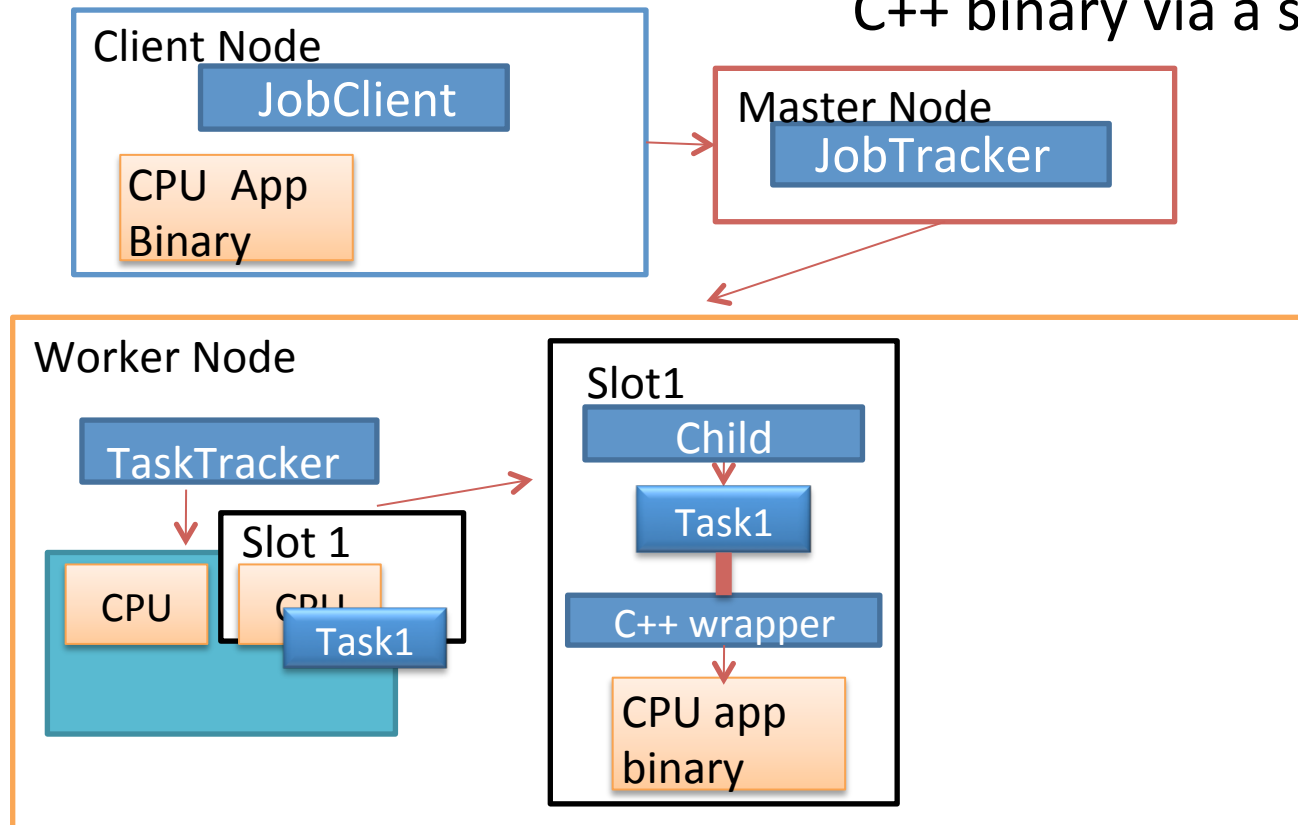 C++ binary via a s
Client Node
JobClient
CPU App
Binary
Master Node
JobTracker
Worker Node
TaskTracker
Slot 1
CPU
CPU
Task1
Slot1
Child
Task1
C++ wrapper
CPU app
binary